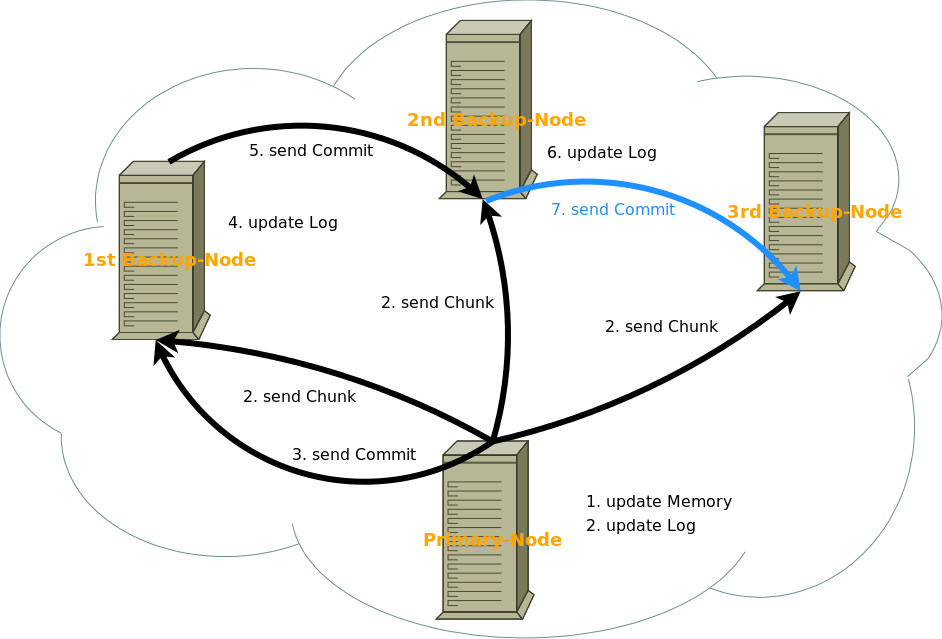 2nd Backup-Node
5. send Commit
6. update Log
7. send Commit
3rd Backup-Node
4. update Log
1st Backup-Node
2. send Chunk
2. send Chunk
2. send Chunk
3. send Commit
1. update Memory
2. update Log
Primary-Node